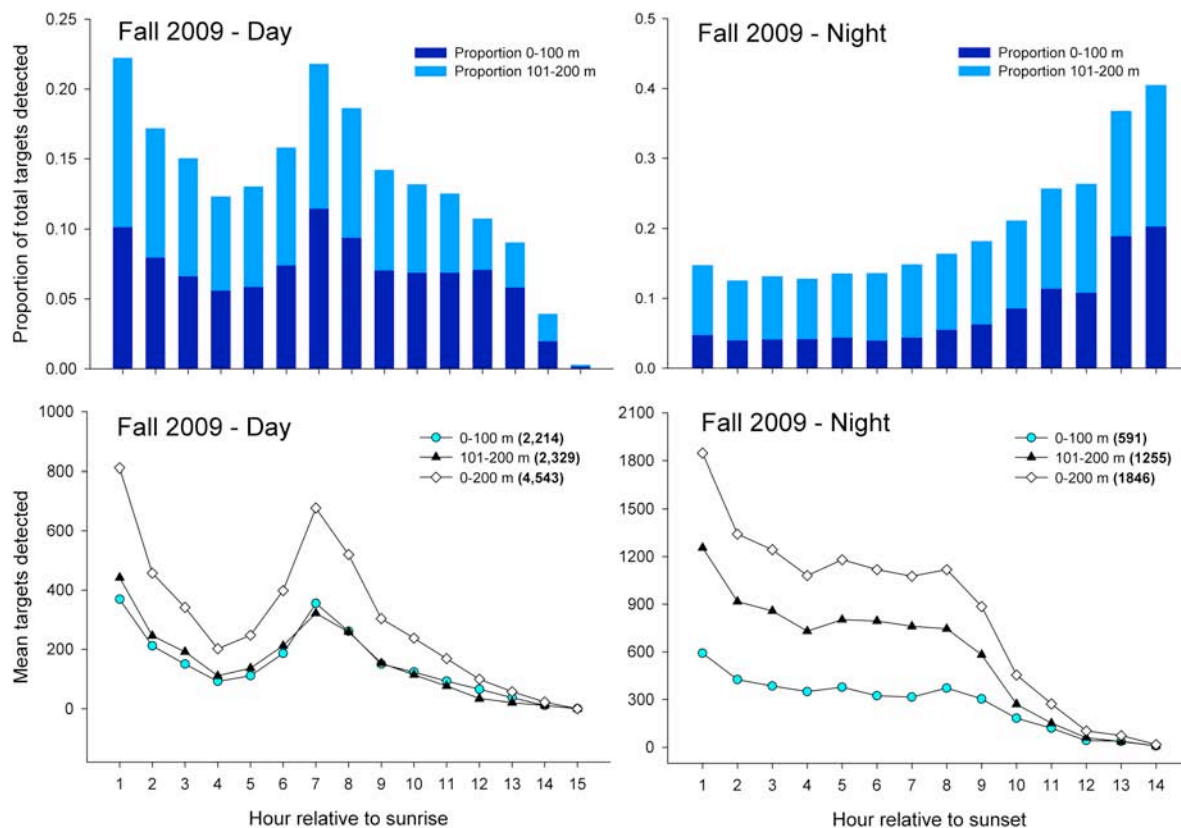 Fall 2009 - Day
Proportion 0-100 m
Proportion 101-200 m
Proportion of total targets detected
0.25
0.20
0.15
0.10
0.05
0.00
Fall 2009 - Night
Proportion 0-100 m
Proportion 101-200 m
0.5
0.4
0.3
0.2
0.1
0.0
Fall 2009 - Day
0-100 m (2,214)
101-200 m (2,329)
0-200 m (4,543)
Mean targets detected
1000
800
600
400
200
0
1 2 3 4 5 6 7 8 9 10 11 12 13 14 15
Hour relative to sunrise
Fall 2009 - Night
0-100 m (591)
101-200 m (1255)
0-200 m (1846)
2100
1800
1500
1200
900
600
300
0
1 2 3 4 5 6 7 8 9 10 11 12 13 14
Hour relative to sunset